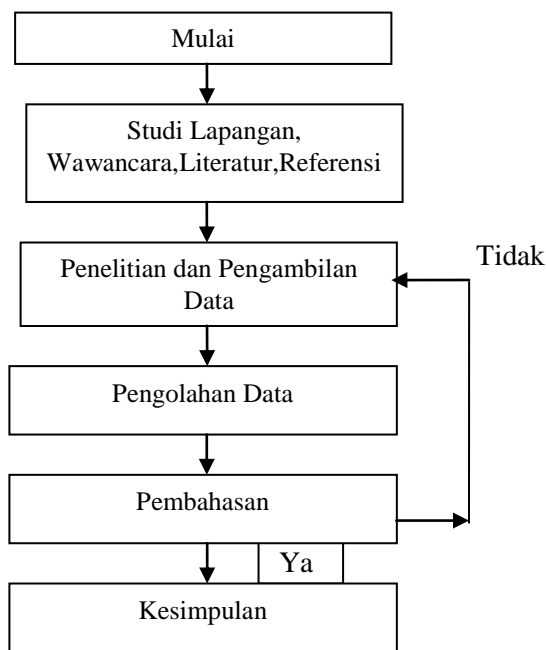 Mulai
Studi Lapangan,
Wawancara,Literatur,Referensi
Tidak
Penelitian dan Pengambilan
Data
Pengolahan Data
Pembahasan
Ya
Kesimpulan